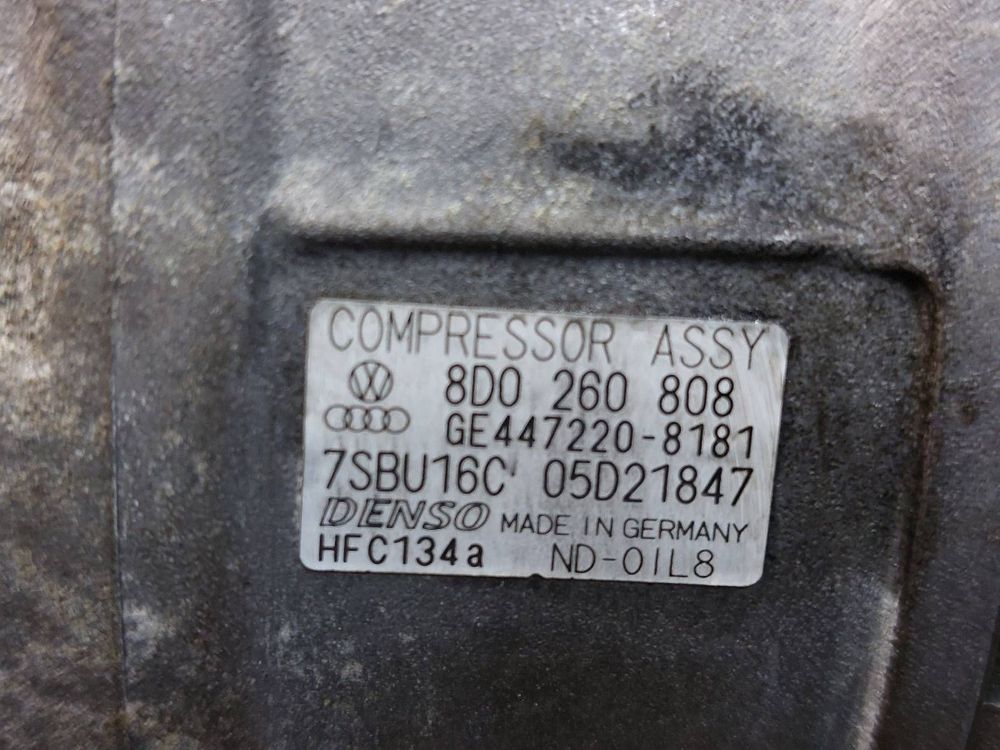 COMPRESSOR ASSY
8D0 260 808
GE447220-8181
7SBU16C 05D21847
DENSO MADE IN GERMANY
HFC134a ND-OIL8